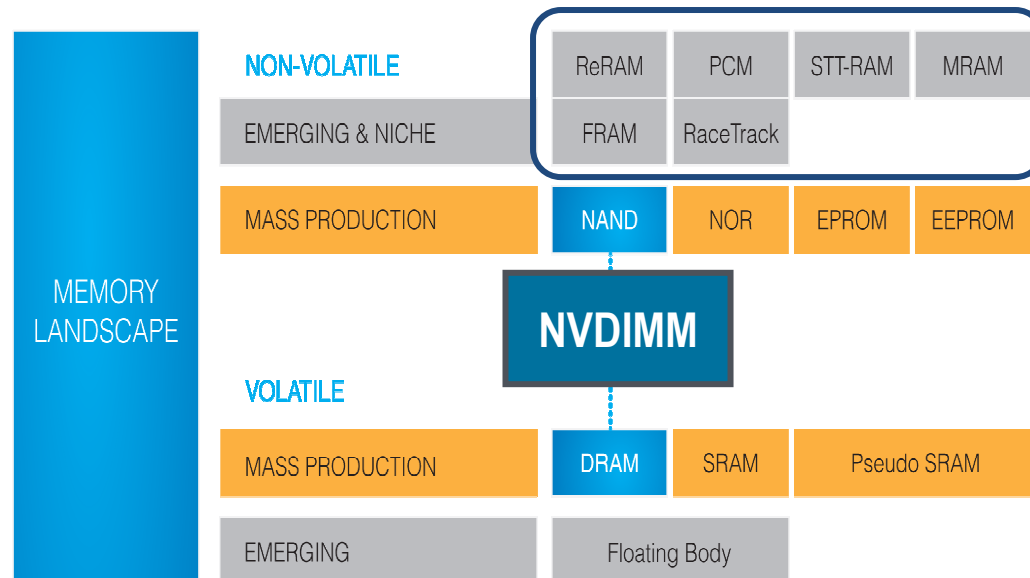 MEMORY
LANDSCAPE
NON-VOLATILE
ReRAM PCM STT-RAM MRAM
EMERGING & NICHE FRAM RaceTrack
MASS PRODUCTION NAND NOR EPROM EEPROM
NVDIMM
VOLATILE
MASS PRODUCTION DRAM SRAM Pseudo SRAM
EMERGING Floating Body